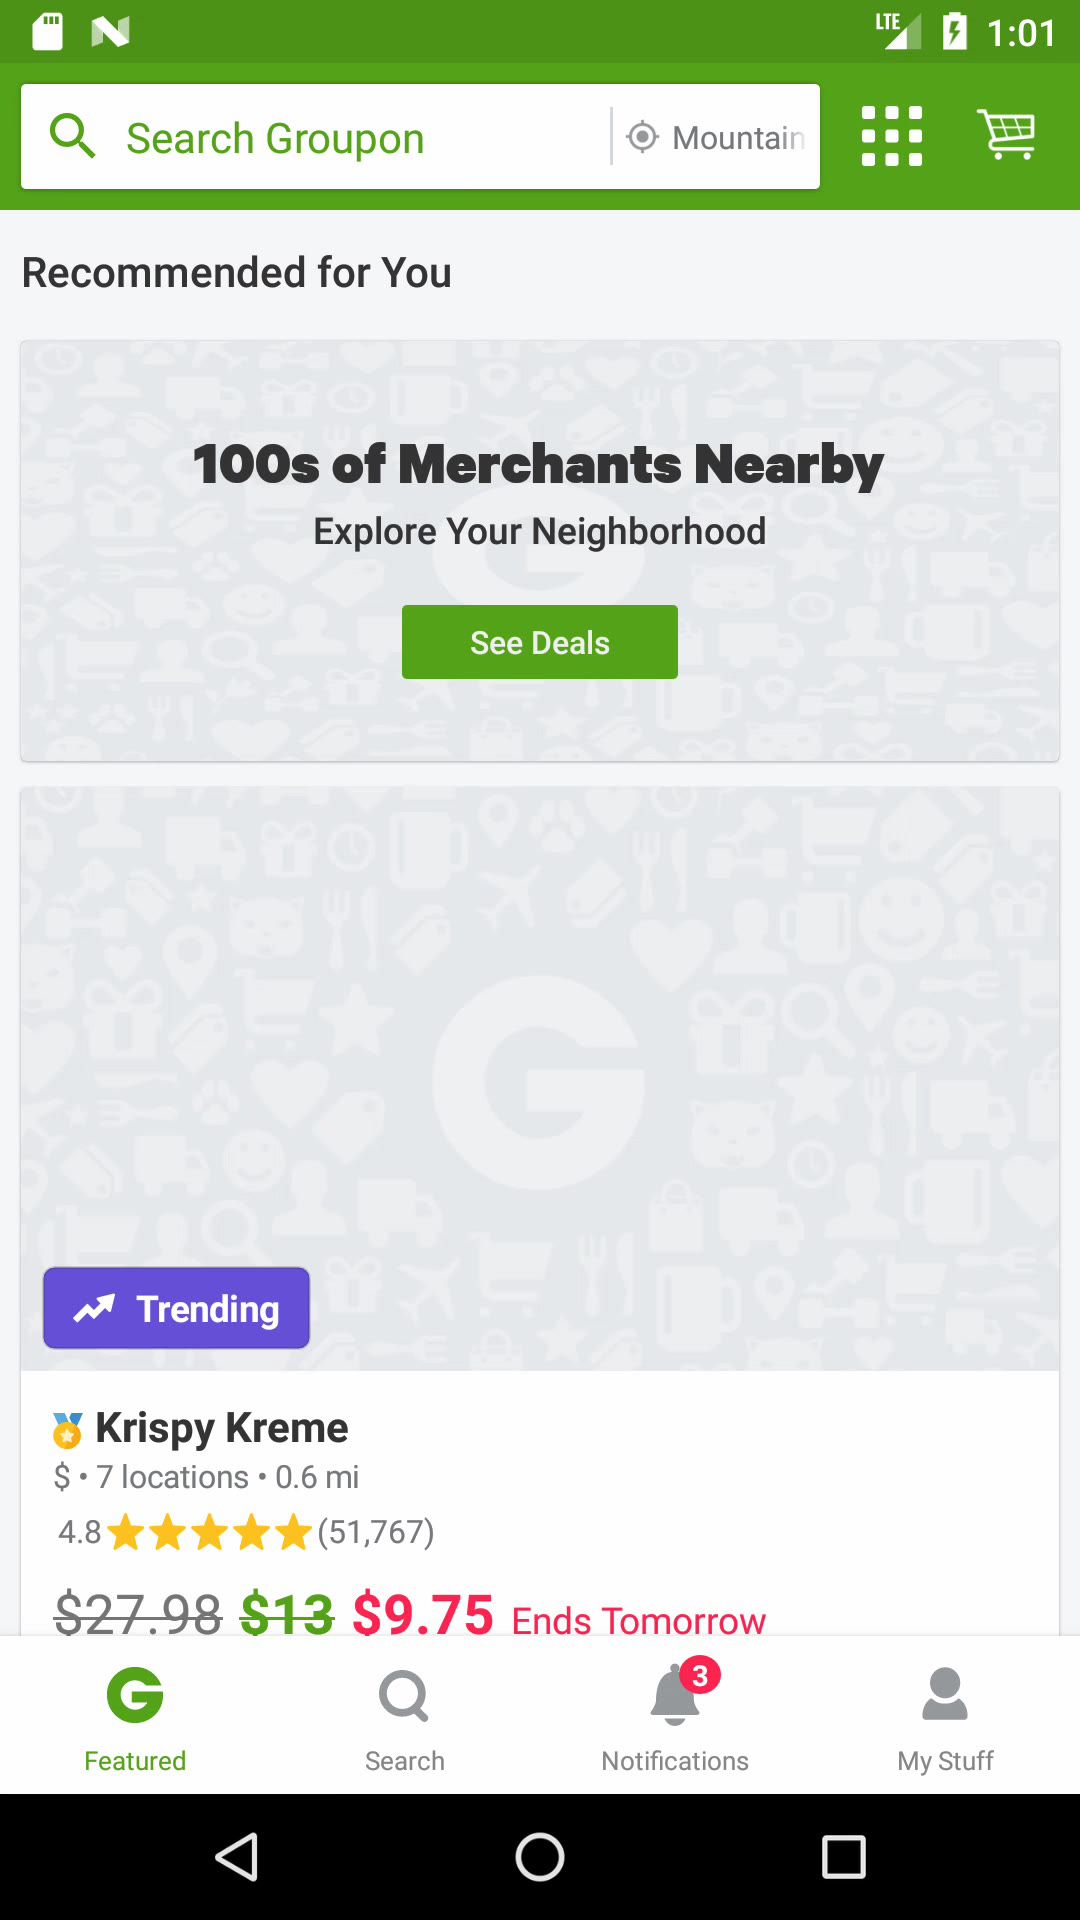 LTE 1:01
Search Groupon Mountain
Recommended for You
100s of Merchants Nearby
Explore Your Neighborhood
See Deals
Trending
Krispy Kreme
$ • 7 locations • 0.6 mi
4.8 (51,767)
$27.98 $13 $9.75 Ends Tomorrow
3
Featured Search Notifications My Stuff